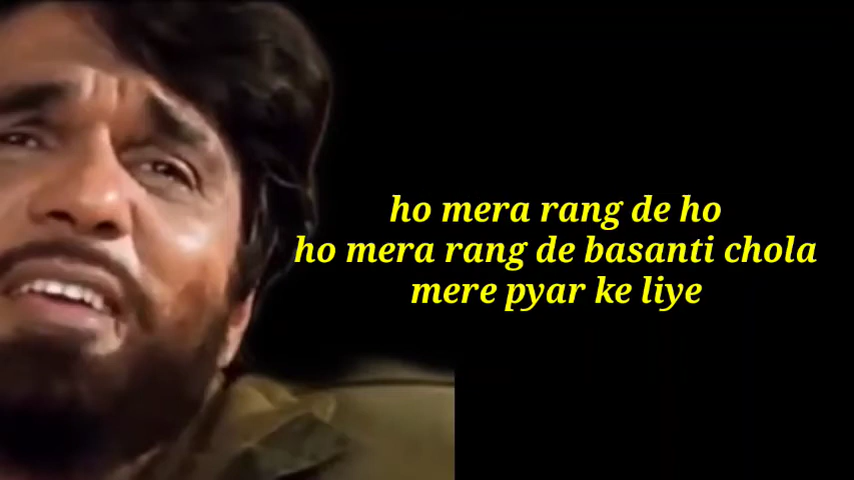 ho mera rang de ho
ho mera rang de basanti chola
mere pyar ke liye